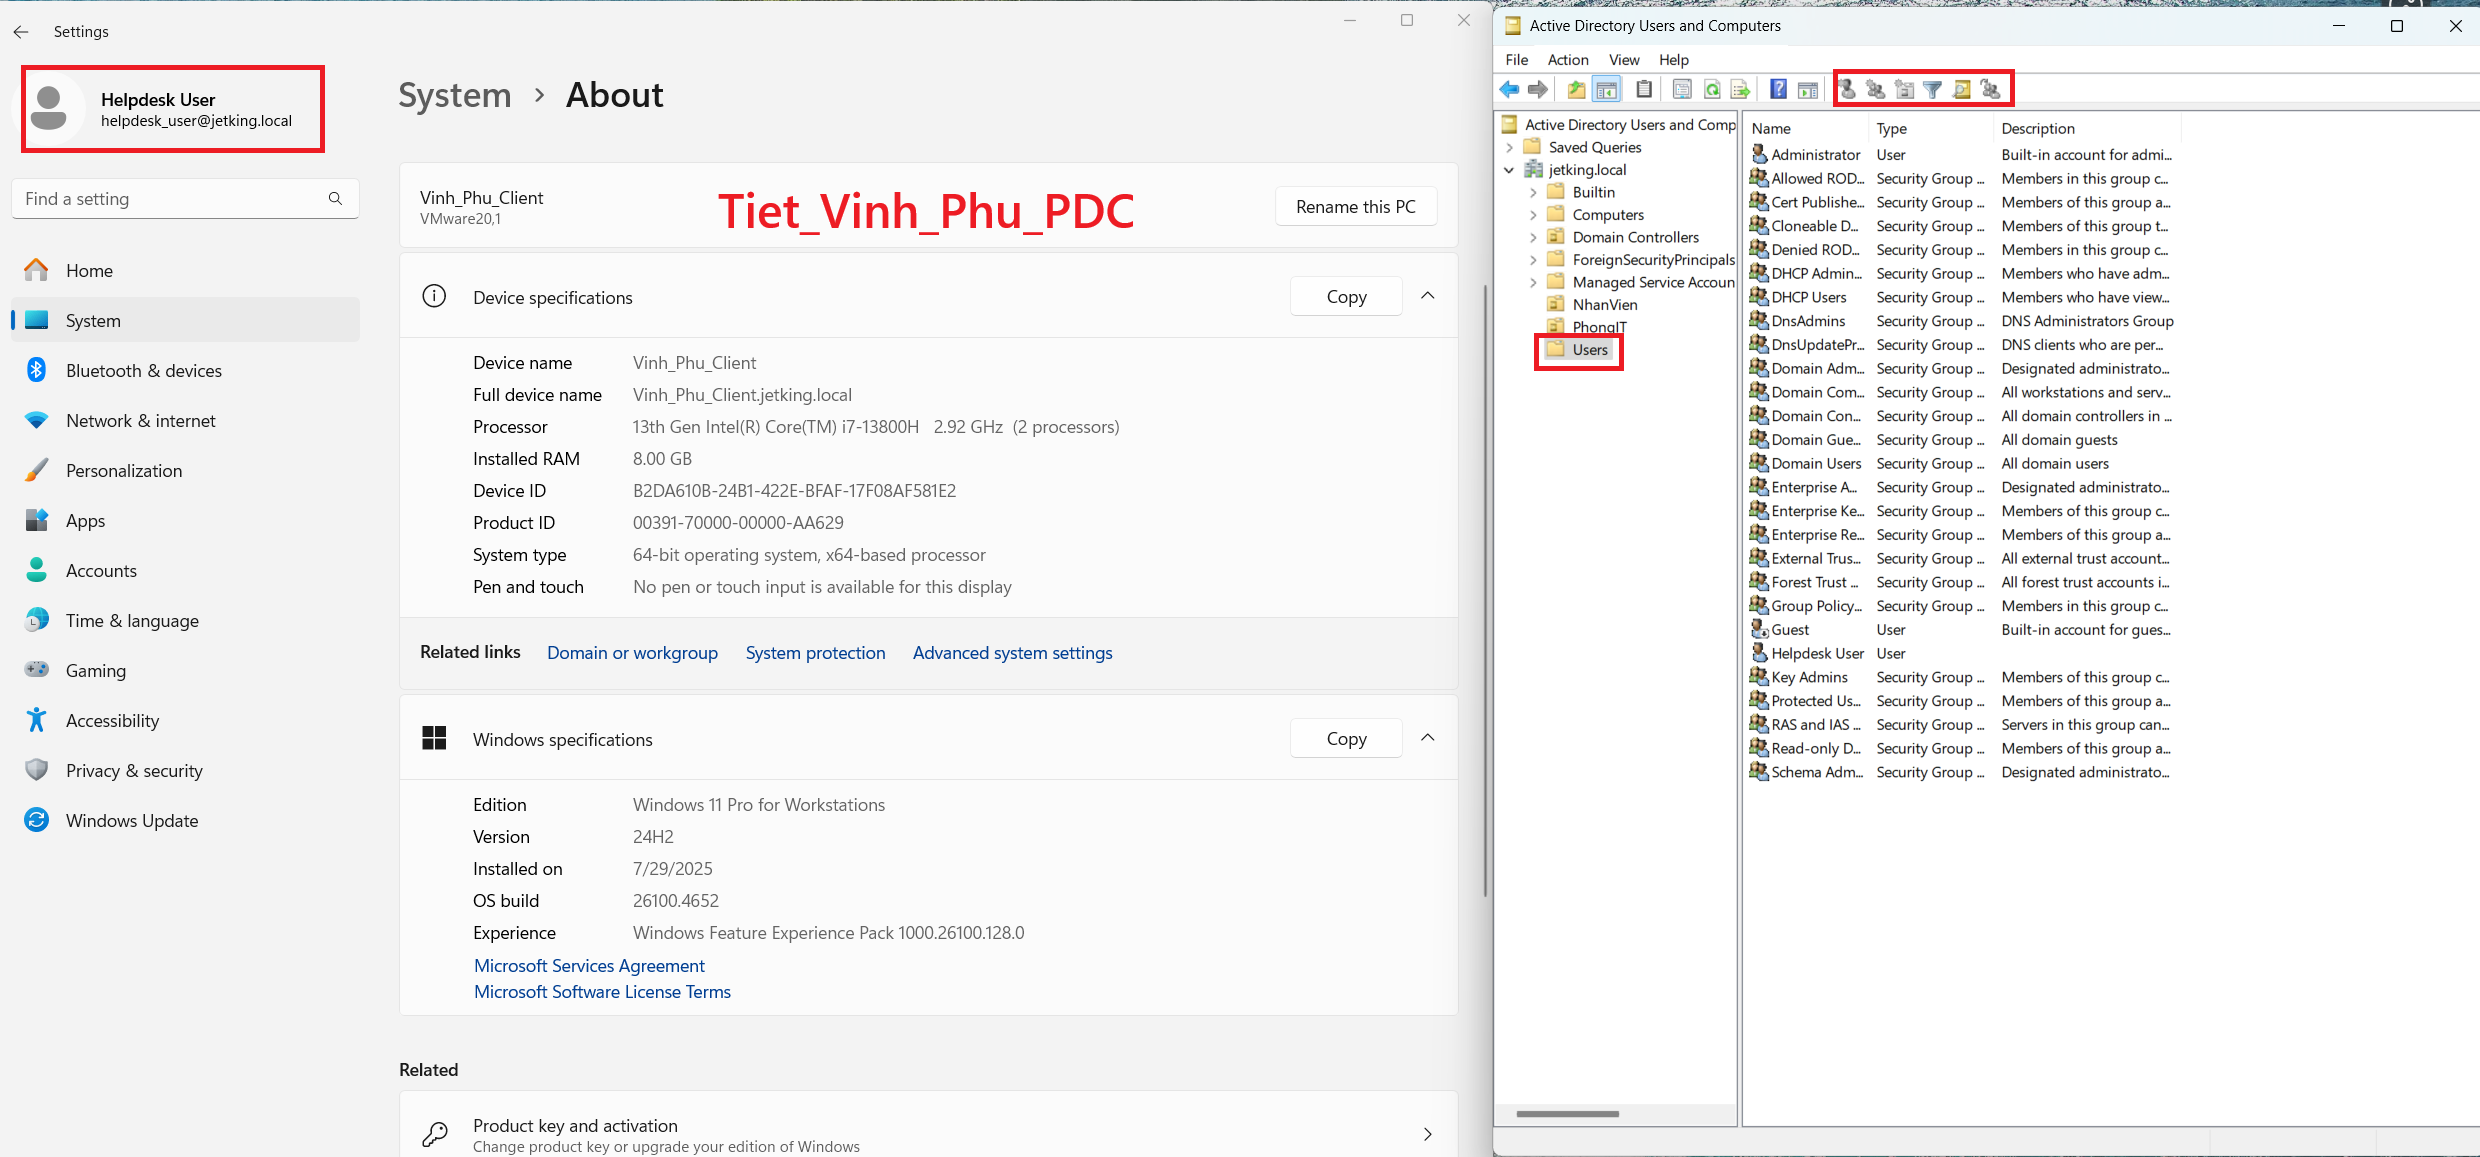 Settings
Helpdesk User
helpdesk_user@jetking.local
Find a setting
Home
System
Bluetooth & devices
Network & internet
Personalization
Apps
Accounts
Time & language
Gaming
Accessibility
Privacy & security
Windows Update
System > About
Vinh_Phu_Client
VMware20,1
Tiet_Vinh_Phu_PDC
Rename this PC
Device specifications
Copy
Device name Vinh_Phu_Client
Full device name Vinh_Phu_Client.jetking.local
Processor 13th Gen Intel(R) Core(TM) i7-13800H 2.92 GHz (2 processors)
Installed RAM 8.00 GB
Device ID B2DA610B-24B1-422E-BFAF-17F08AF581E2
Product ID 00391-70000-00000-AA629
System type 64-bit operating system, x64-based processor
Pen and touch No pen or touch input is available for this display
Related links Domain or workgroup System protection Advanced system settings
Windows specifications
Copy
Edition Windows 11 Pro for Workstations
Version 24H2
Installed on 7/29/2025
OS build 26100.4652
Experience Windows Feature Experience Pack 1000.26100.128.0
Microsoft Services Agreement
Microsoft Software License Terms
Related
Product key and activation
Change product key or upgrade your edition of Windows
Active Directory Users and Computers
File Action View Help
Active Directory Users and Comp
Saved Queries
jetking.local
Builtin
Computers
Domain Controllers
ForeignSecurityPrincipals
Managed Service Accoun
NhanVien
PhongIT
Users
Name Type Description
Administrator User Built-in account for admi...
Allowed ROD... Security Group ... Members in this group c...
Cert Publishe... Security Group ... Members of this group a...
Cloneable D... Security Group ... Members of this group t...
Denied ROD... Security Group ... Members in this group c...
DHCP Admin... Security Group ... Members who have adm...
DHCP Users Security Group ... Members who have view...
DnsAdmins Security Group ... DNS Administrators Group
DnsUpdatePr... Security Group ... DNS clients who are per...
Domain Adm... Security Group ... Designated administrato...
Domain Com... Security Group ... All workstations and serv...
Domain Con... Security Group ... All domain controllers in ...
Domain Gue... Security Group ... All domain guests
Domain Users Security Group ... All domain users
Enterprise A... Security Group ... Designated administrato...
Enterprise Ke... Security Group ... Members of this group c...
Enterprise Re... Security Group ... Members of this group a...
External Trus... Security Group ... All external trust account...
Forest Trust ... Security Group ... All forest trust accounts i...
Group Policy... Security Group ... Members in this group c...
Guest User Built-in account for gues...
Helpdesk User User
Key Admins Security Group ... Members of this group c...
Protected Us... Security Group ... Members of this group a...
RAS and IAS ... Security Group ... Servers in this group can...
Read-only D... Security Group ... Members of this group a...
Schema Adm... Security Group ... Designated administrato...